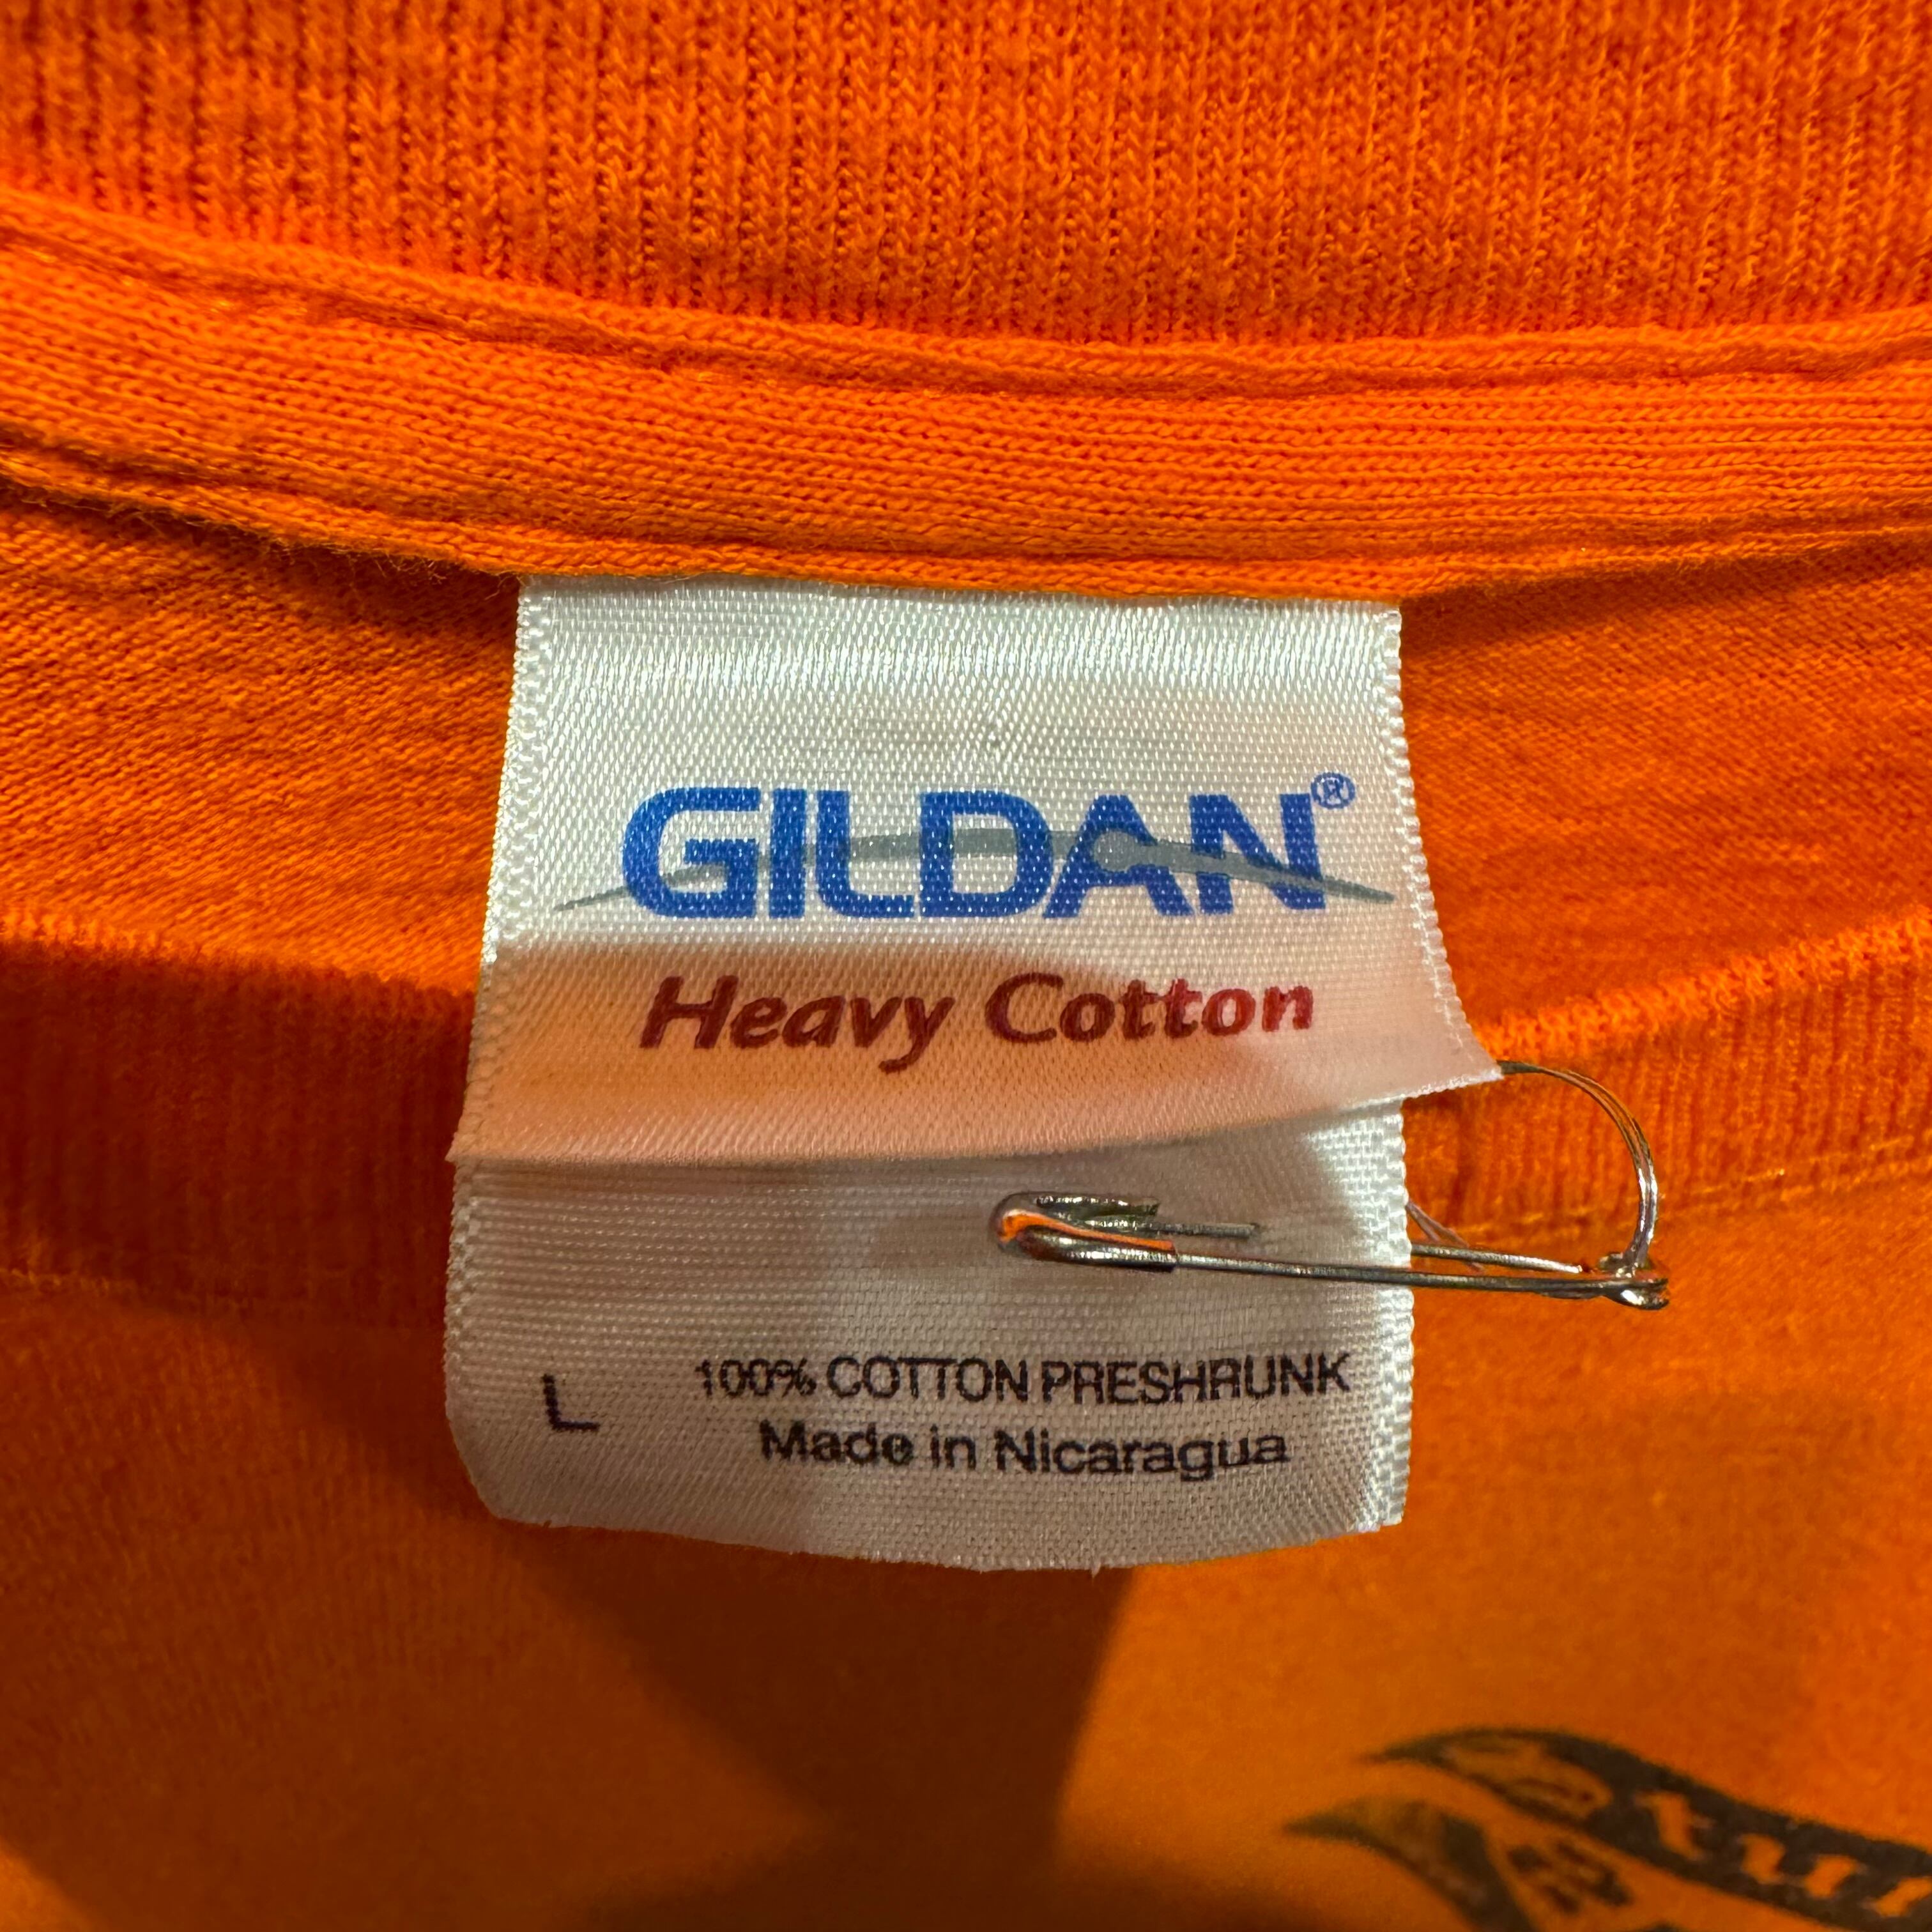 GILDAN®
Heavy Cotton
L 100% COTTON PRESHRUNK
Made in Nicaragua